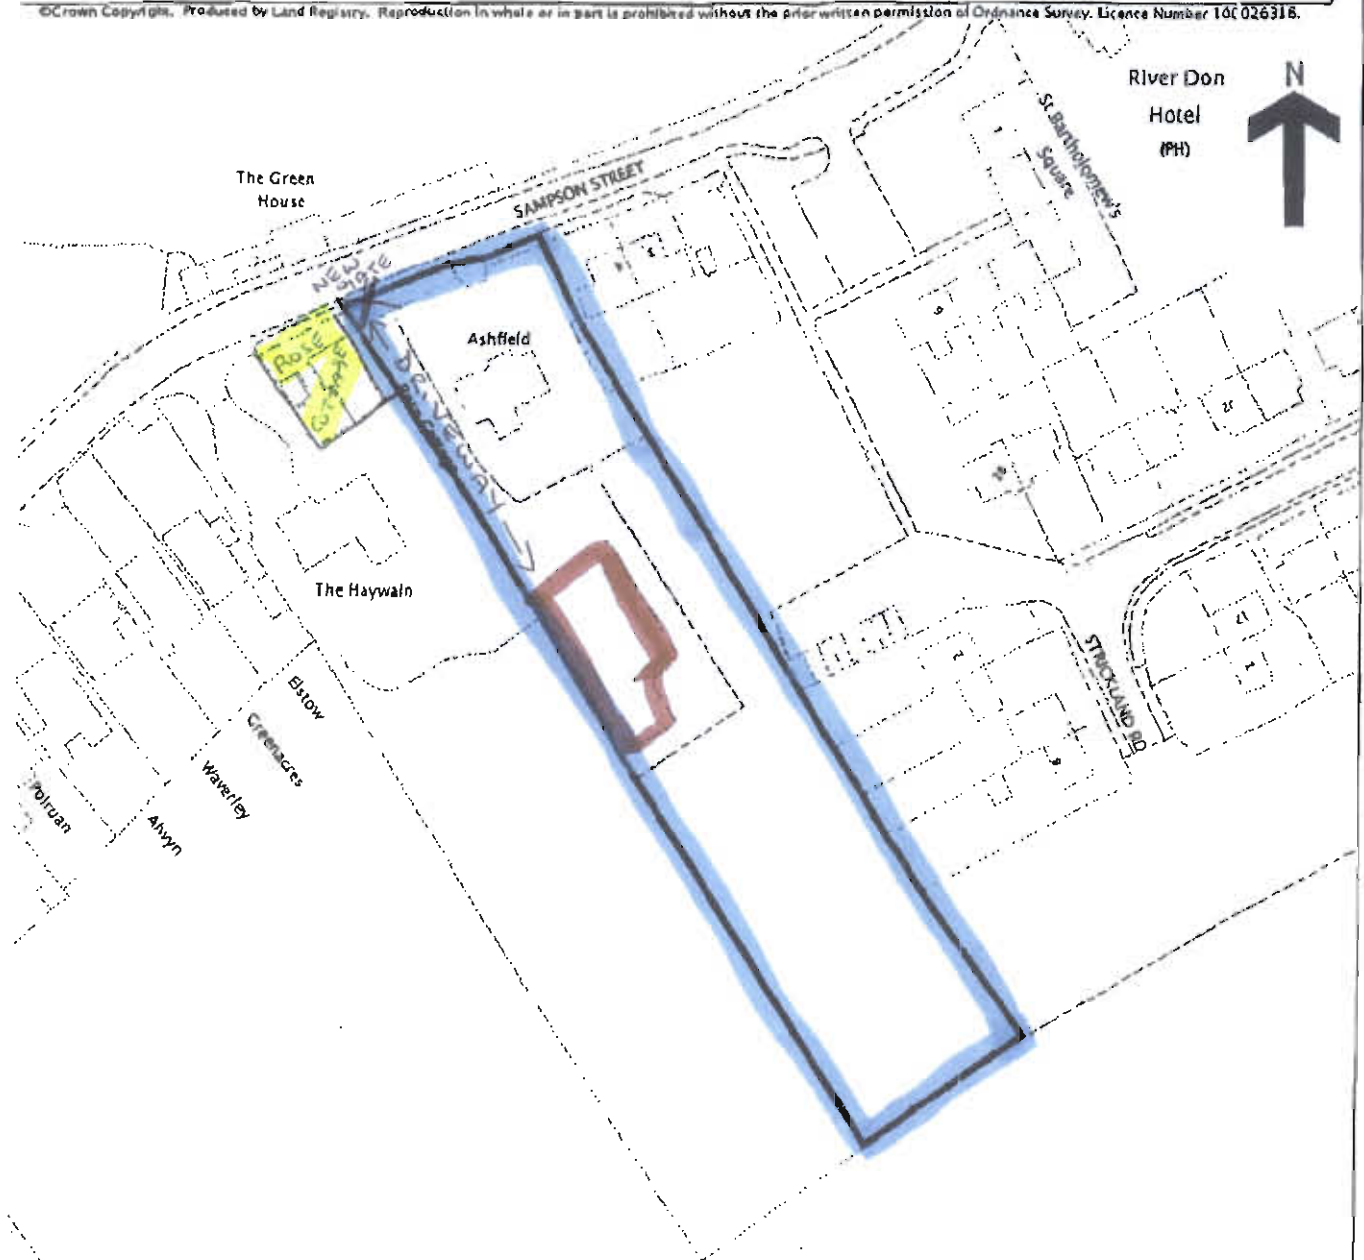 ©Crown Copyright. Produced by Land Registry. Reproduction in whole or in part is prohibited without the prior written permission of Ordnance Survey. Licence Number 100026316.
River Don
Hotel
(PH)
N
St Bartholomew's
Square
The Green
House
SAMPSON STREET
NEW
GATE
Ashfield
ROSE
COTTAGE
DRIVEWAY
The Haywain
Elstow
Greenacres
Waverley
Alwyn
Polruan
STRICKLAND RD